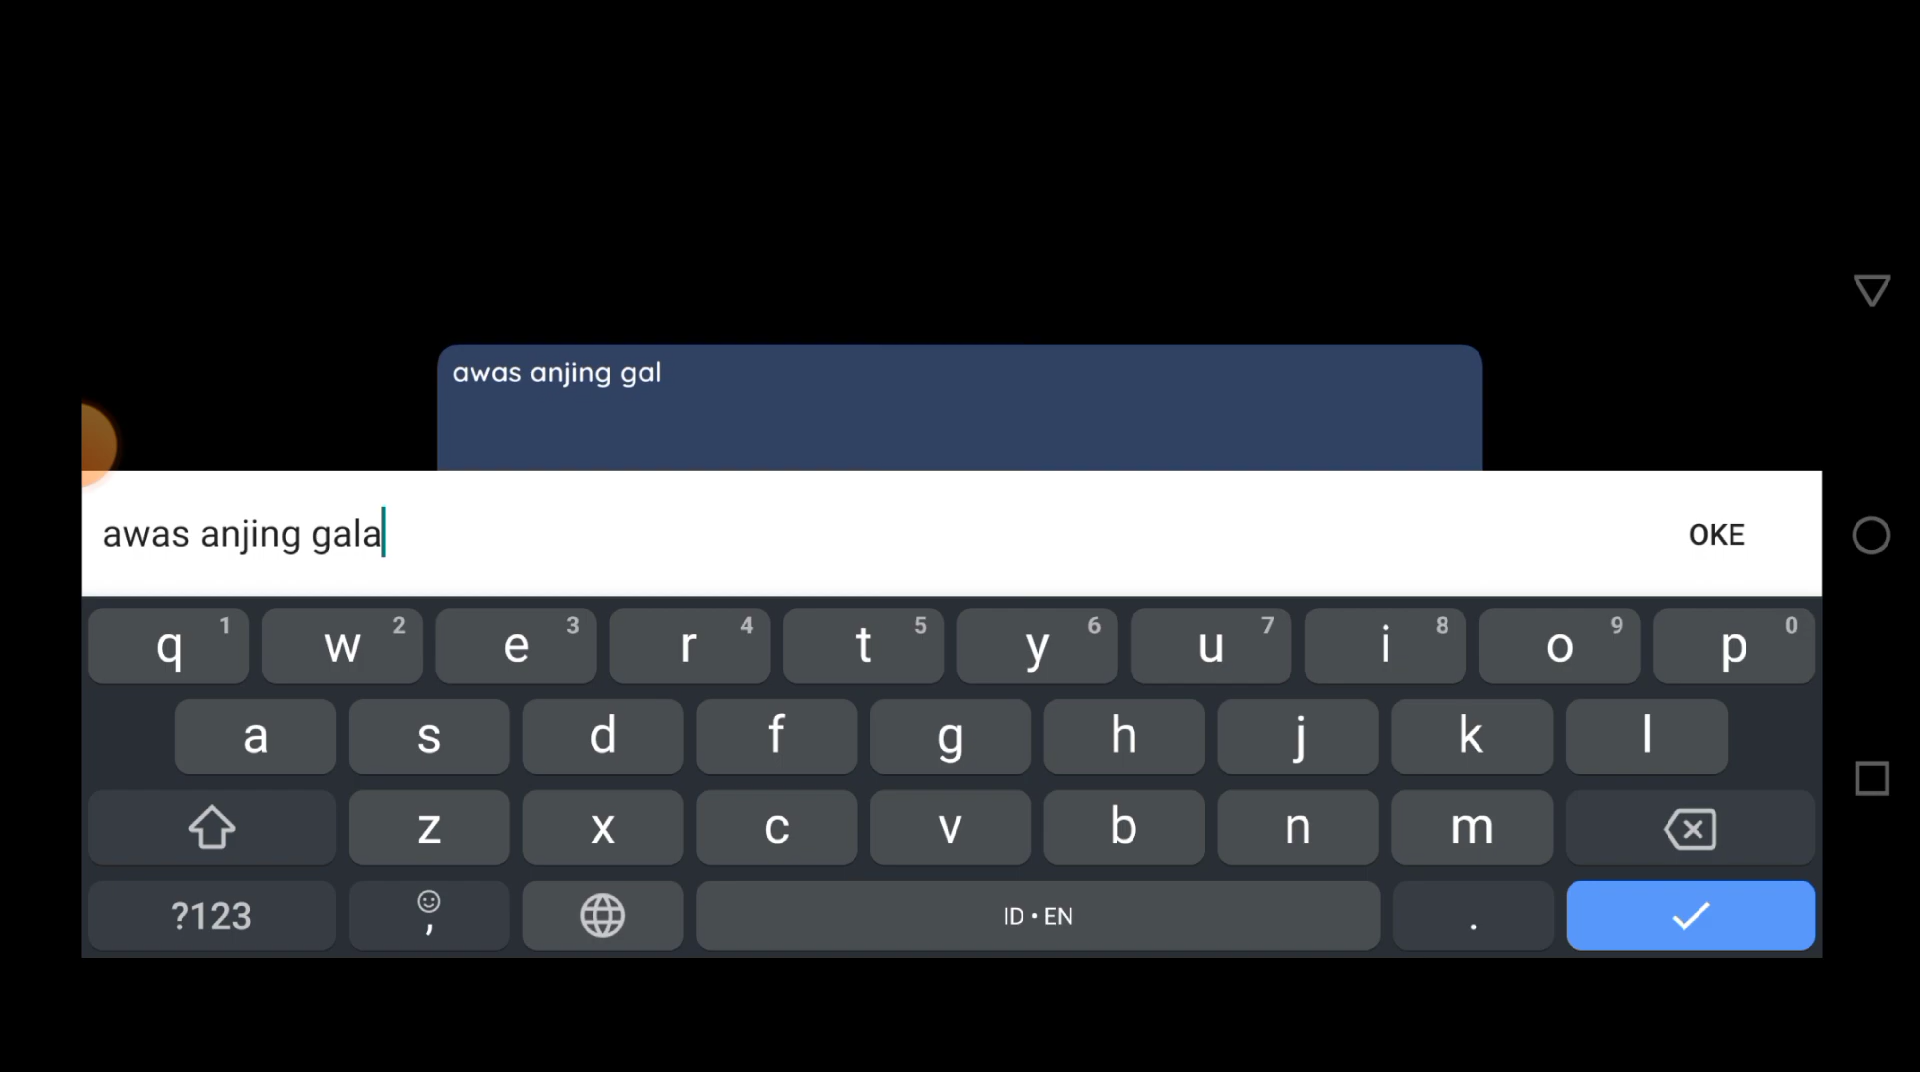 awas anjing gal
awas anjing gala
OKE
q 1 w 2 e 3 r 4 t 5 y 6 u 7 i 8 o 9 p 0
a s d f g h j k l
z x c v b n m
?123 , ID • EN .